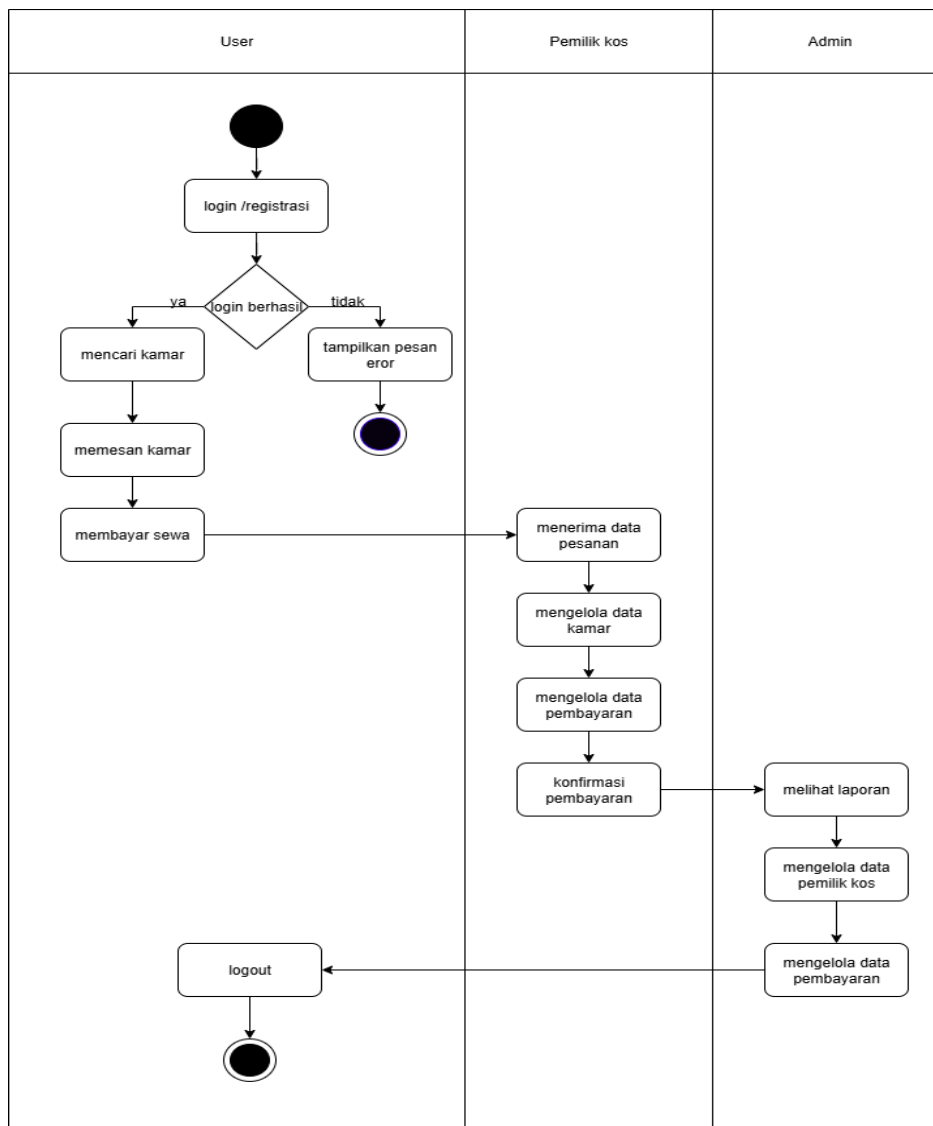 User
Pemilik kos
Admin
login /registrasi
login berhasil
ya
tidak
mencari kamar
tampilkan pesan
eror
memesan kamar
membayar sewa
menerima data
pesanan
mengelola data
kamar
mengelola data
pembayaran
konfirmasi
pembayaran
melihat laporan
mengelola data
pemilik kos
mengelola data
pembayaran
logout